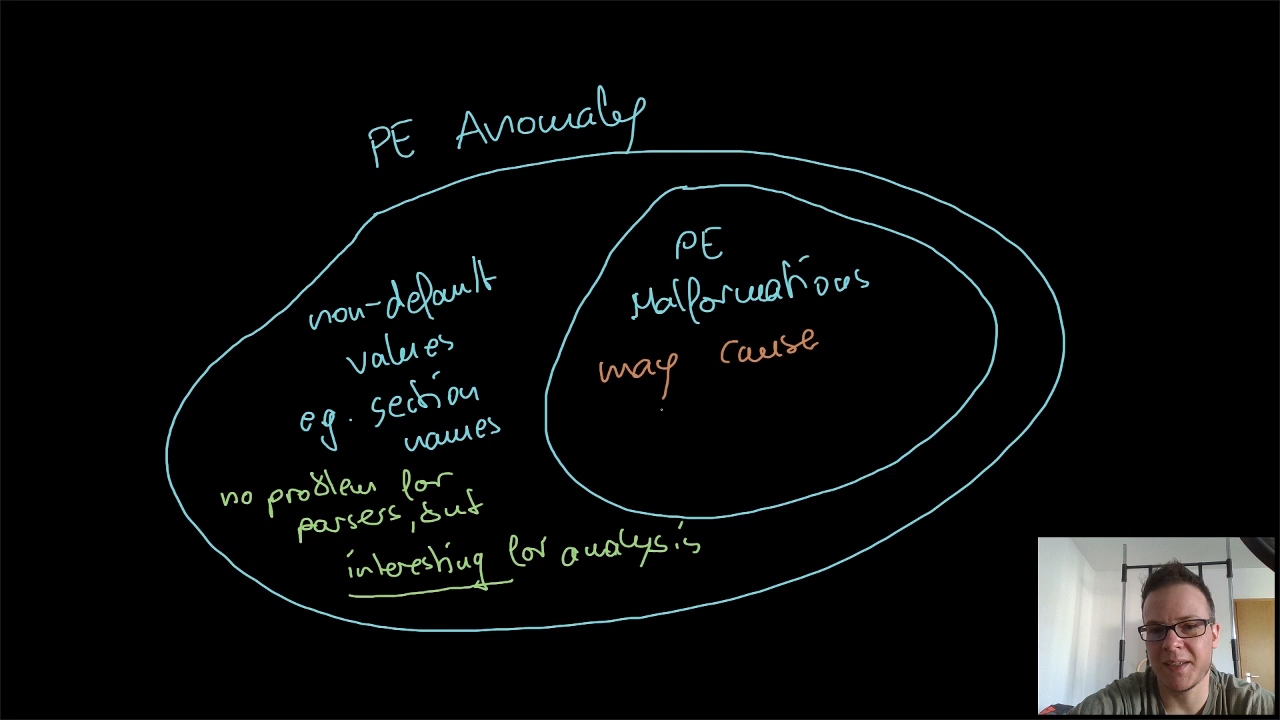 PE Anomaly
non-default
values
eg. section
names
no problem for
parsers, but
interesting for analysis
PE
Malformations
may cause